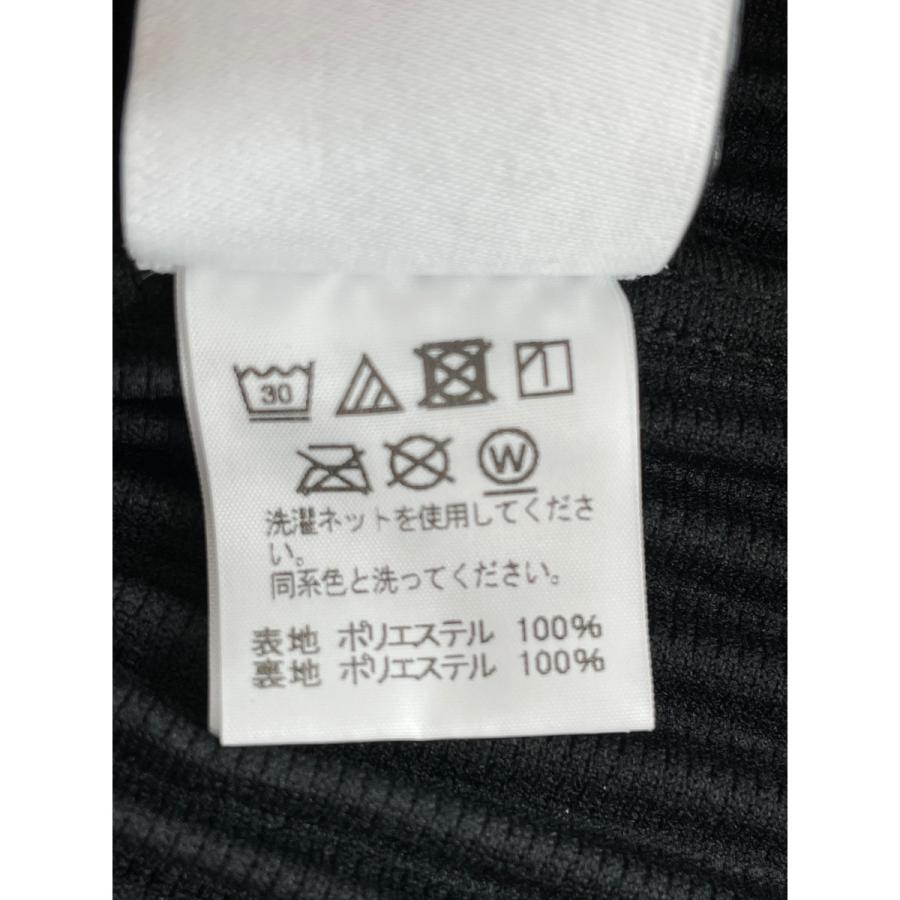 30
W
洗濯ネットを使用してくださ
い。
同系色と洗ってください。
表地 ポリエステル 100%
裏地 ポリエステル 100%